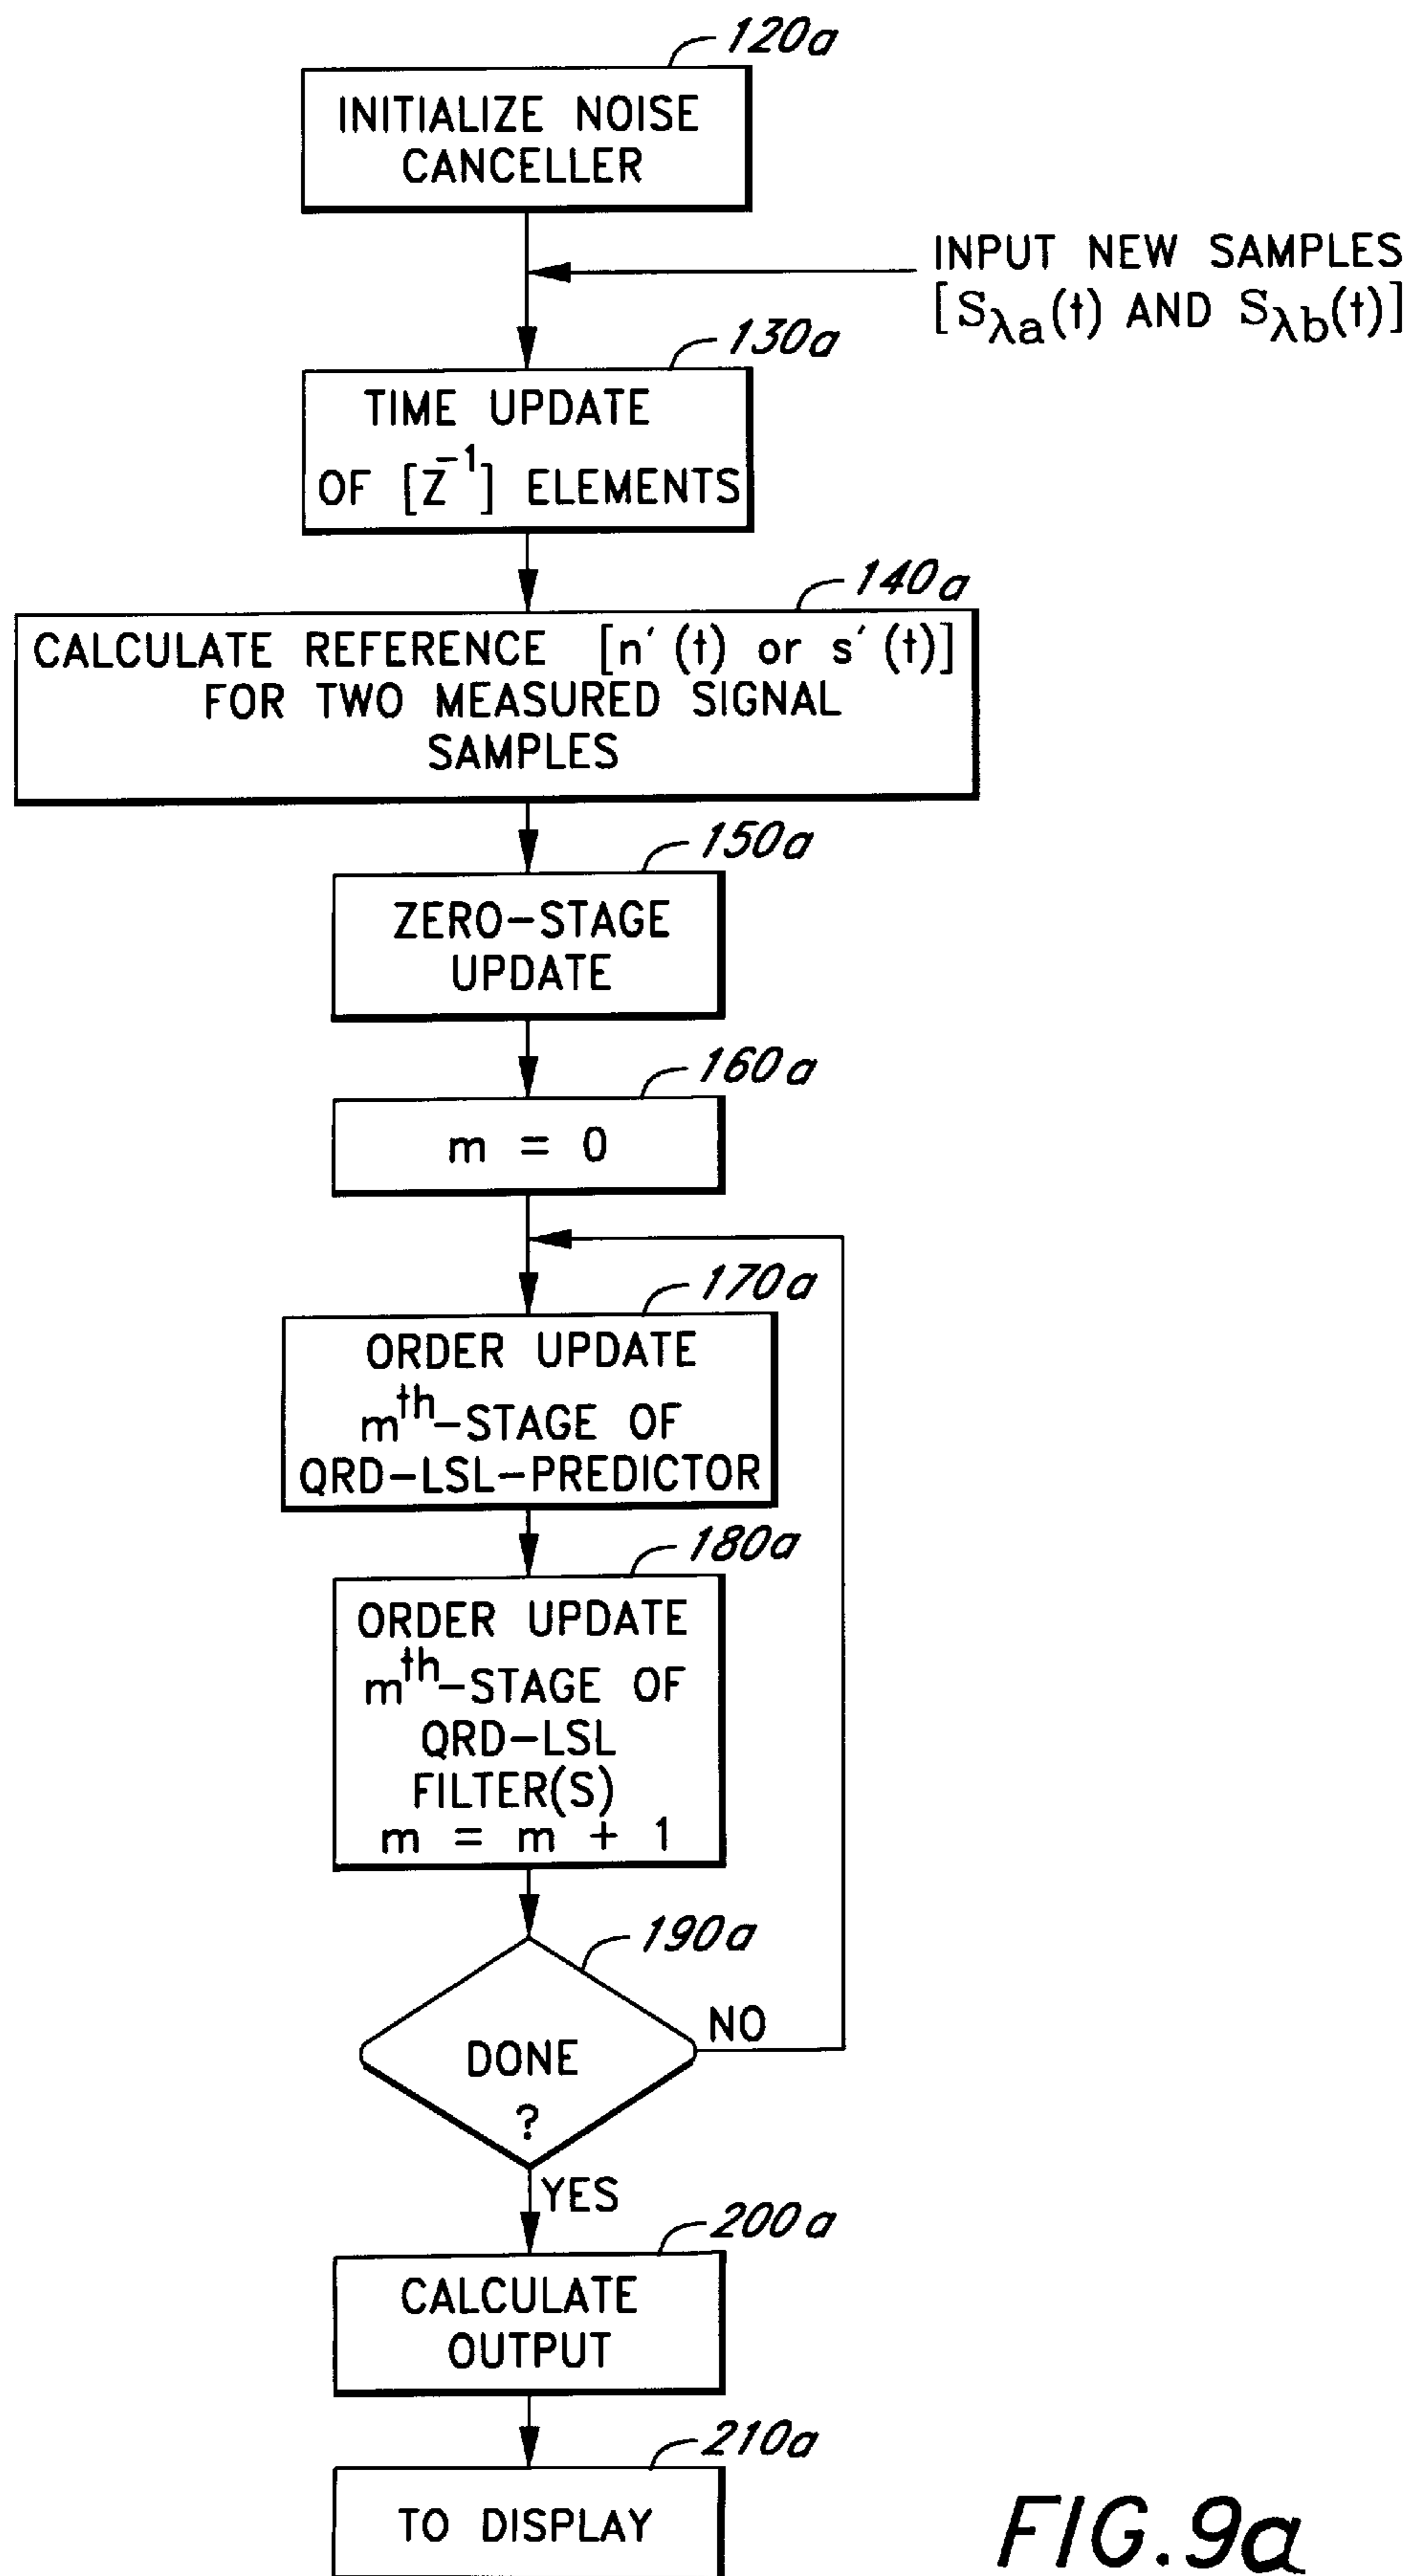 120a
INITIALIZE NOISE
CANCELLER
INPUT NEW SAMPLES
[Sλa(t) AND Sλb(t)]
130a
TIME UPDATE
OF [Z⁻¹] ELEMENTS
140a
CALCULATE REFERENCE [n′(t) or s′(t)]
FOR TWO MEASURED SIGNAL
SAMPLES
150a
ZERO-STAGE
UPDATE
160a
m = 0
170a
ORDER UPDATE
mth-STAGE OF
QRD-LSL-PREDICTOR
180a
ORDER UPDATE
mth-STAGE OF
QRD-LSL
FILTER(S)
m = m + 1
190a
DONE
?
NO
YES
200a
CALCULATE
OUTPUT
210a
TO DISPLAY
FIG.9a